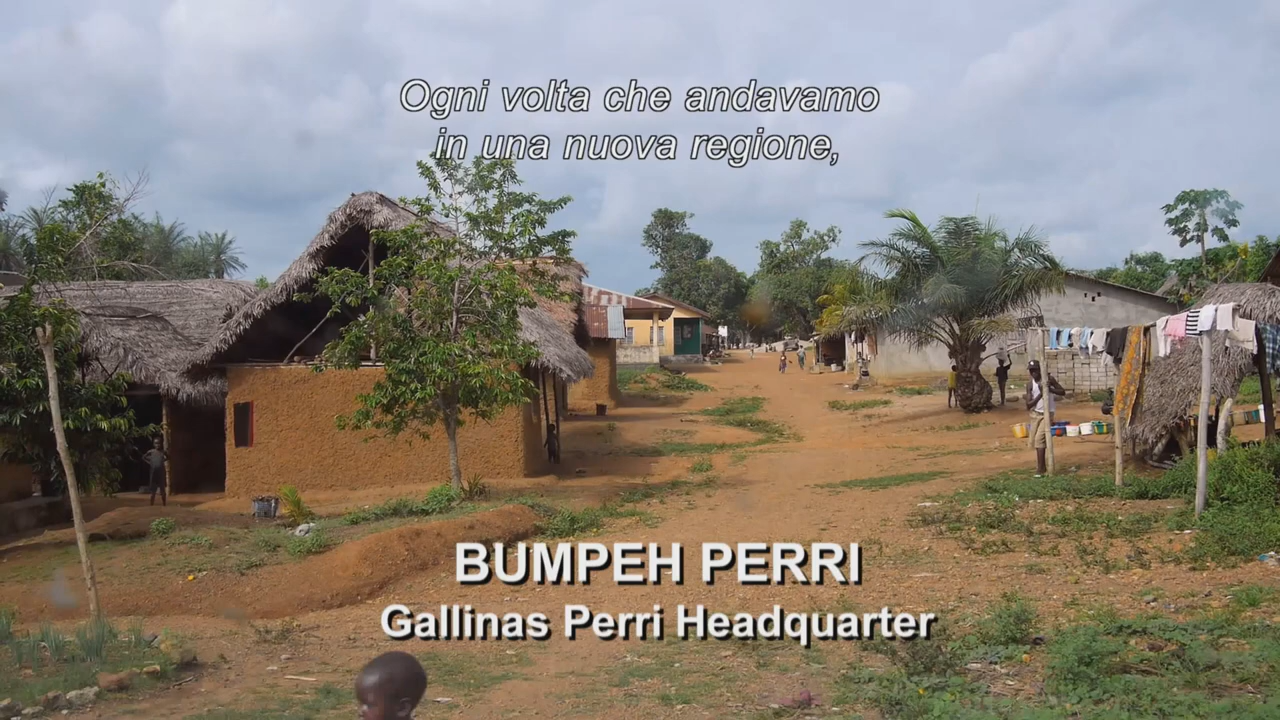 Ogni volta che andavamo
in una nuova regione,
BUMPEH PERRI
Gallinas Perri Headquarter